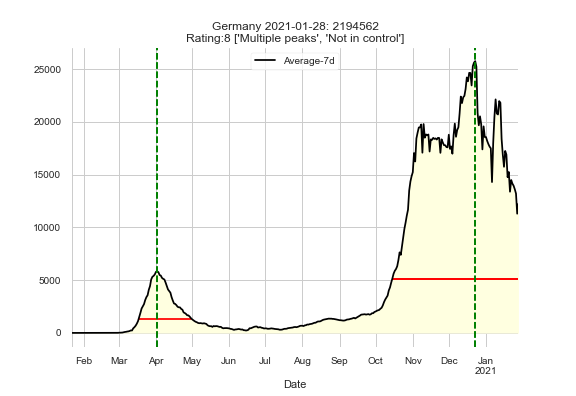 Germany 2021-01-28: 2194562
Rating:8 ['Multiple peaks', 'Not in control']
Average-7d
25000
20000
15000
10000
5000
0
Feb Mar Apr May Jun Jul Aug Sep Oct Nov Dec Jan
2021
Date